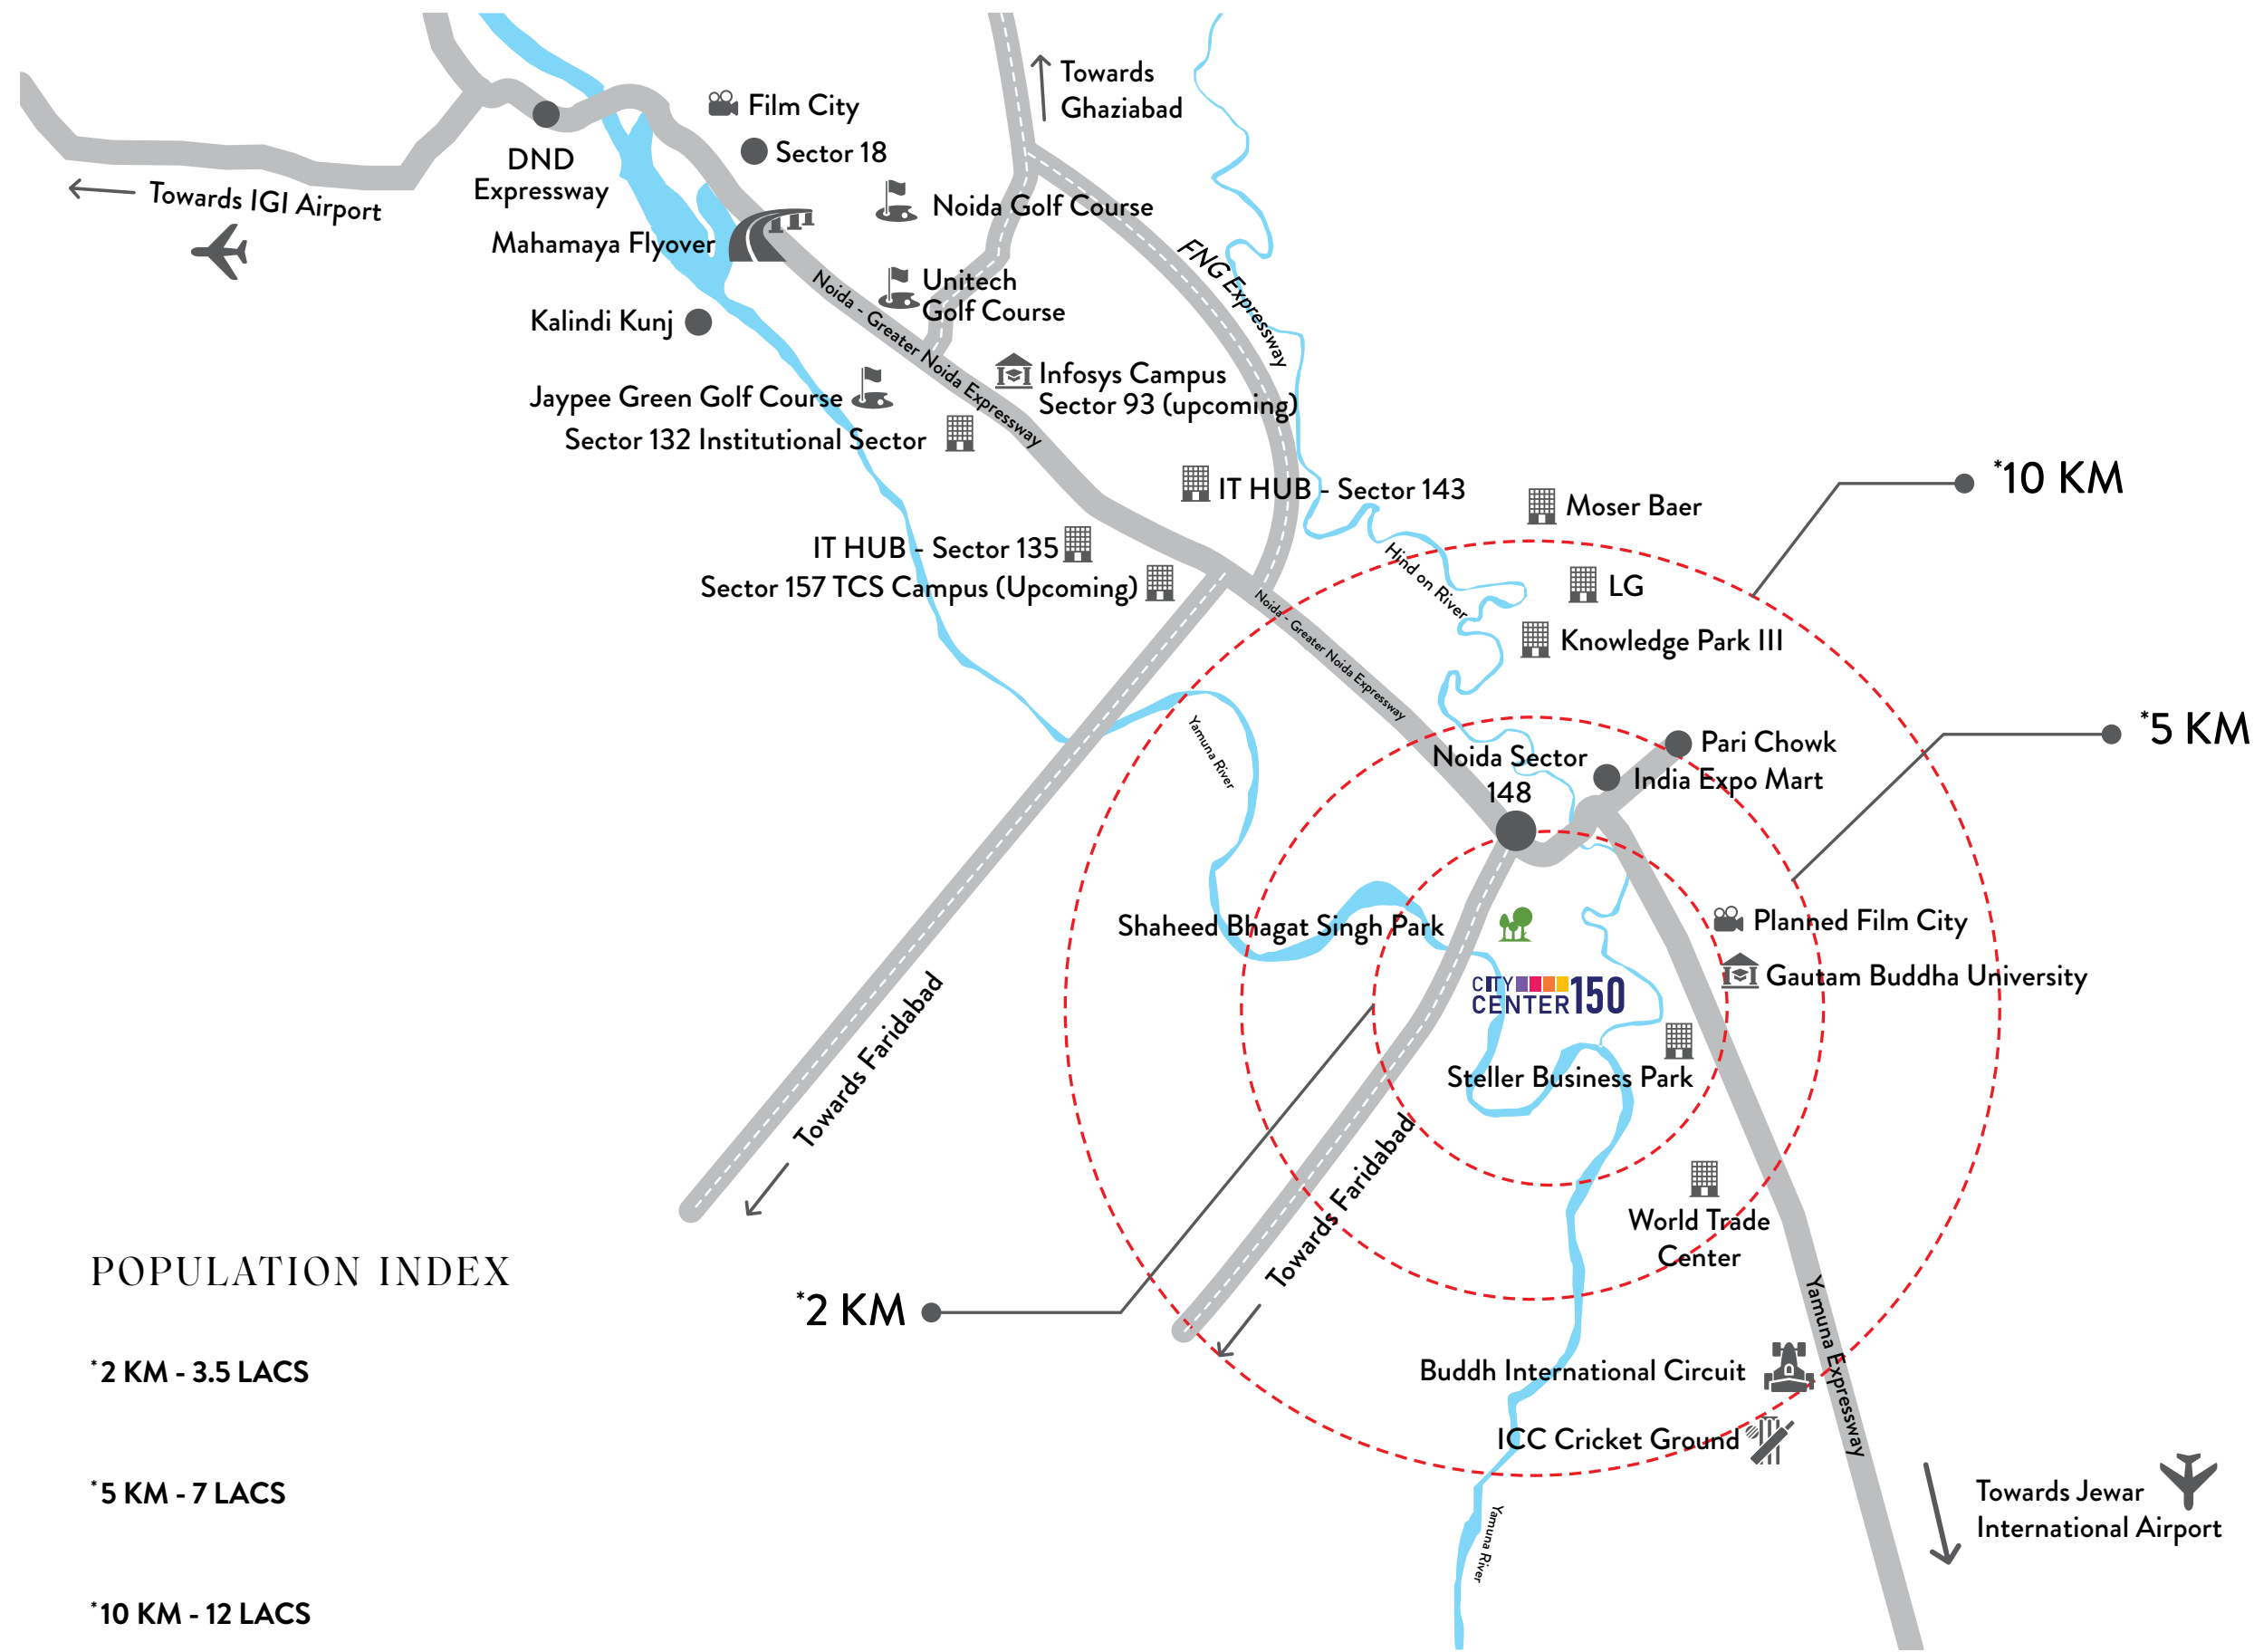 Towards
Ghaziabad
Film City
Sector 18
DND
Expressway
Towards IGI Airport
Noida Golf Course
Mahamaya Flyover
FNG Expressway
Unitech
Golf Course
Noida - Greater Noida Expressway
Kalindi Kunj
Infosys Campus
Sector 93 (upcoming)
Jaypee Green Golf Course
Sector 132 Institutional Sector
*10 KM
IT HUB - Sector 143
Moser Baer
IT HUB - Sector 135
Hind on River
Sector 157 TCS Campus (Upcoming)
LG
Noida - Greater Noida Expressway
Knowledge Park III
*5 KM
Yamuna River
Noida Sector
148
Pari Chowk
India Expo Mart
Shaheed Bhagat Singh Park
Planned Film City
Gautam Buddha University
CITY
CENTER150
Towards Faridabad
Steller Business Park
Towards Faridabad
World Trade
Center
POPULATION INDEX
*2 KM
Yamuna Expressway
*2 KM - 3.5 LACS
Buddh International Circuit
ICC Cricket Ground
*5 KM - 7 LACS
Towards Jewar
International Airport
Yamuna River
*10 KM - 12 LACS